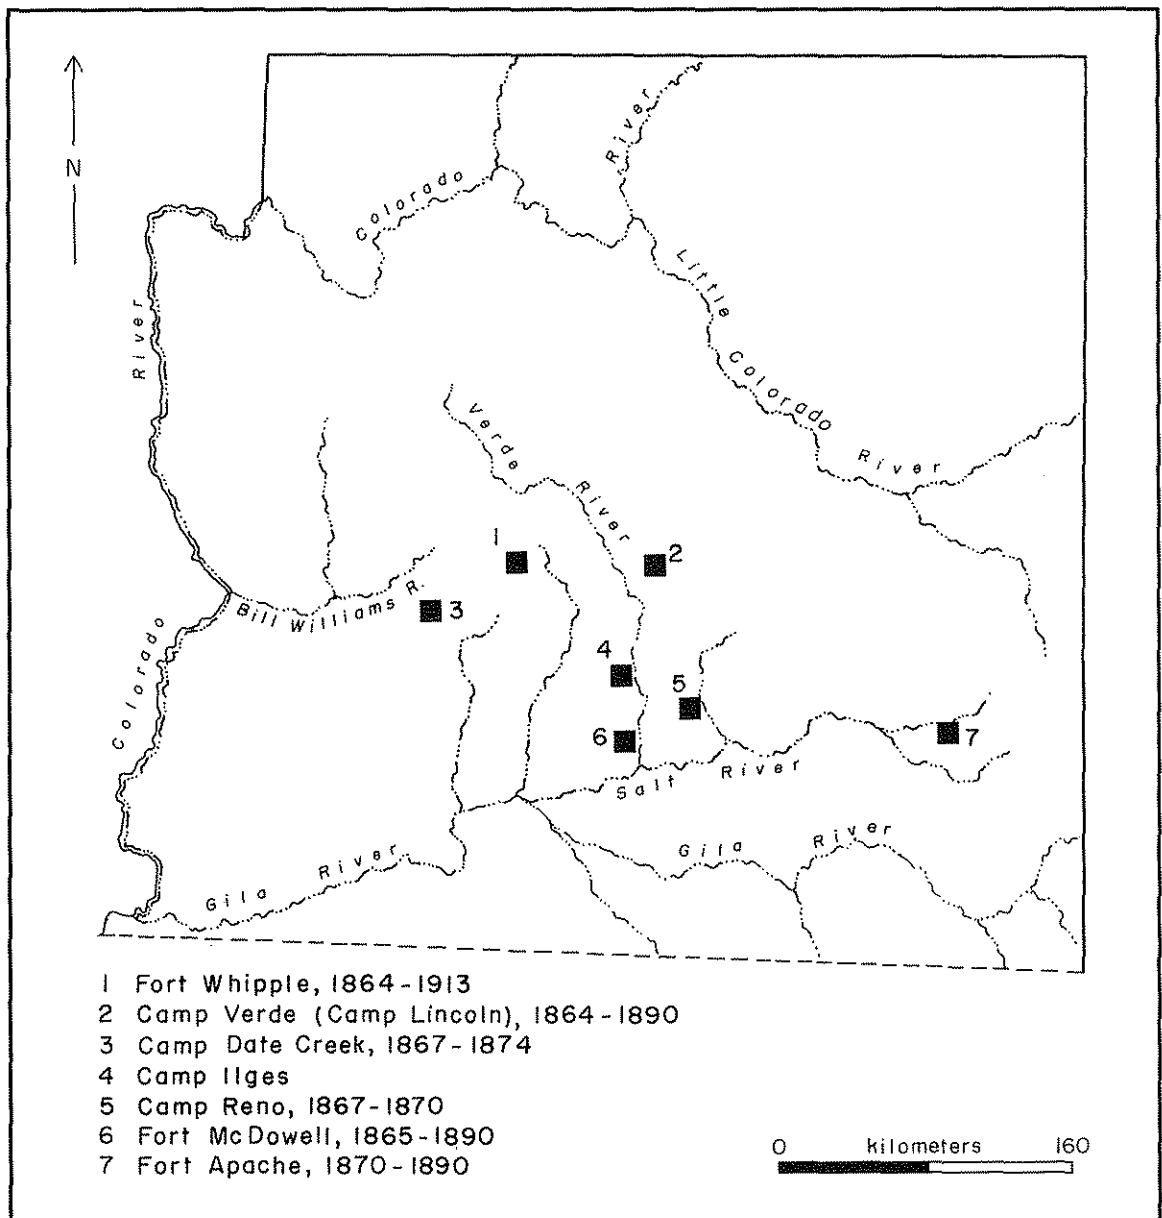 N
River
Colorado
Little
River
Colorado
Verde
River
River
1
2
Bill Williams R.
3
Colorado
4
5
6
7
Salt River
Gila River
Gila River
1 Fort Whipple, 1864-1913
2 Camp Verde (Camp Lincoln), 1864-1890
3 Camp Date Creek, 1867-1874
4 Camp Ilges
5 Camp Reno, 1867-1870
6 Fort McDowell, 1865-1890
7 Fort Apache, 1870-1890
0 kilometers 160